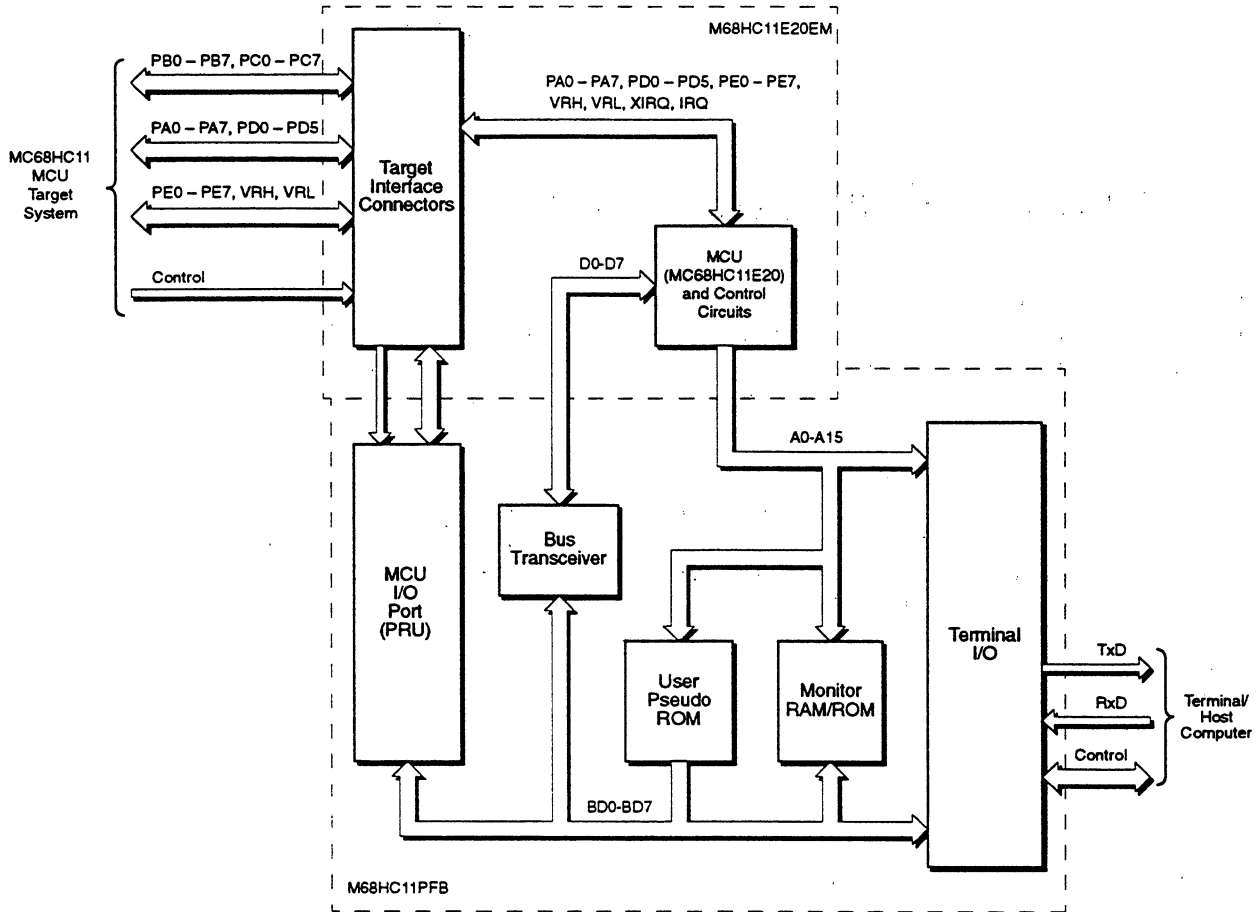 M68HC11E20EM
PB0 – PB7, PC0 – PC7
PA0 – PA7, PD0 – PD5, PE0 – PE7,
VRH, VRL, XIRQ, IRQ
PA0 – PA7, PD0 – PD5
MC68HC11
MCU
Target
System
PE0 – PE7, VRH, VRL
Control
Target
Interface
Connectors
D0-D7
MCU
(MC68HC11E20)
and Control
Circuits
A0-A15
Bus
Transceiver
MCU
I/O
Port
(PRU)
User
Pseudo
ROM
Monitor
RAM/ROM
Terminal
I/O
TxD
RxD
Control
Terminal/
Host
Computer
BD0-BD7
M68HC11PFB